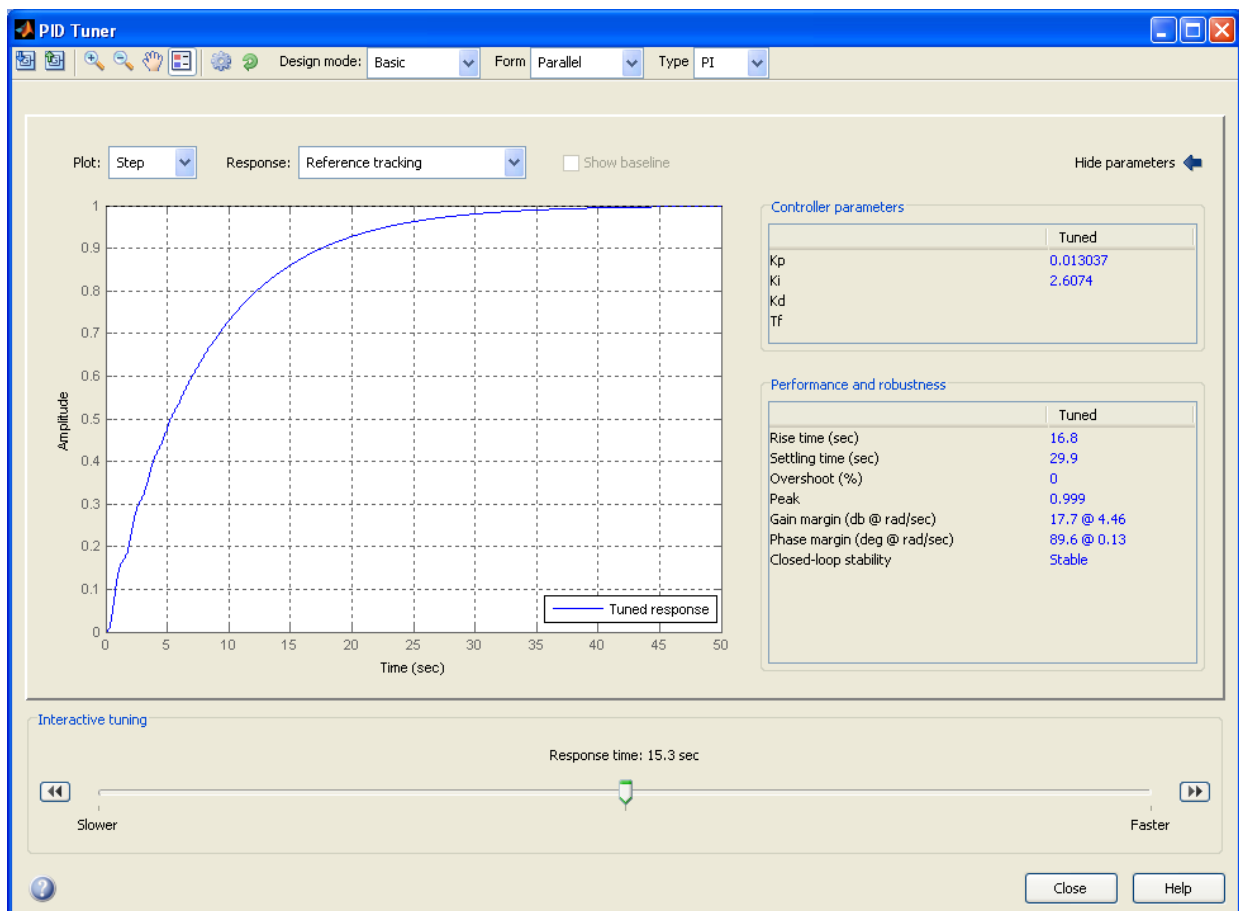 PID Tuner
Design mode: Basic Form Parallel Type PI
Plot: Step Response: Reference tracking Show baseline Hide parameters
1
0.9
0.8
0.7
0.6
0.5
0.4
0.3
0.2
0.1
0
Amplitude
Tuned response
0 5 10 15 20 25 30 35 40 45 50
Time (sec)
Controller parameters
Tuned
Kp 0.013037
Ki 2.6074
Kd
Tf
Performance and robustness
Tuned
Rise time (sec) 16.8
Settling time (sec) 29.9
Overshoot (%) 0
Peak 0.999
Gain margin (db @ rad/sec) 17.7 @ 4.46
Phase margin (deg @ rad/sec) 89.6 @ 0.13
Closed-loop stability Stable
Interactive tuning
Response time: 15.3 sec
Slower Faster
? Close Help